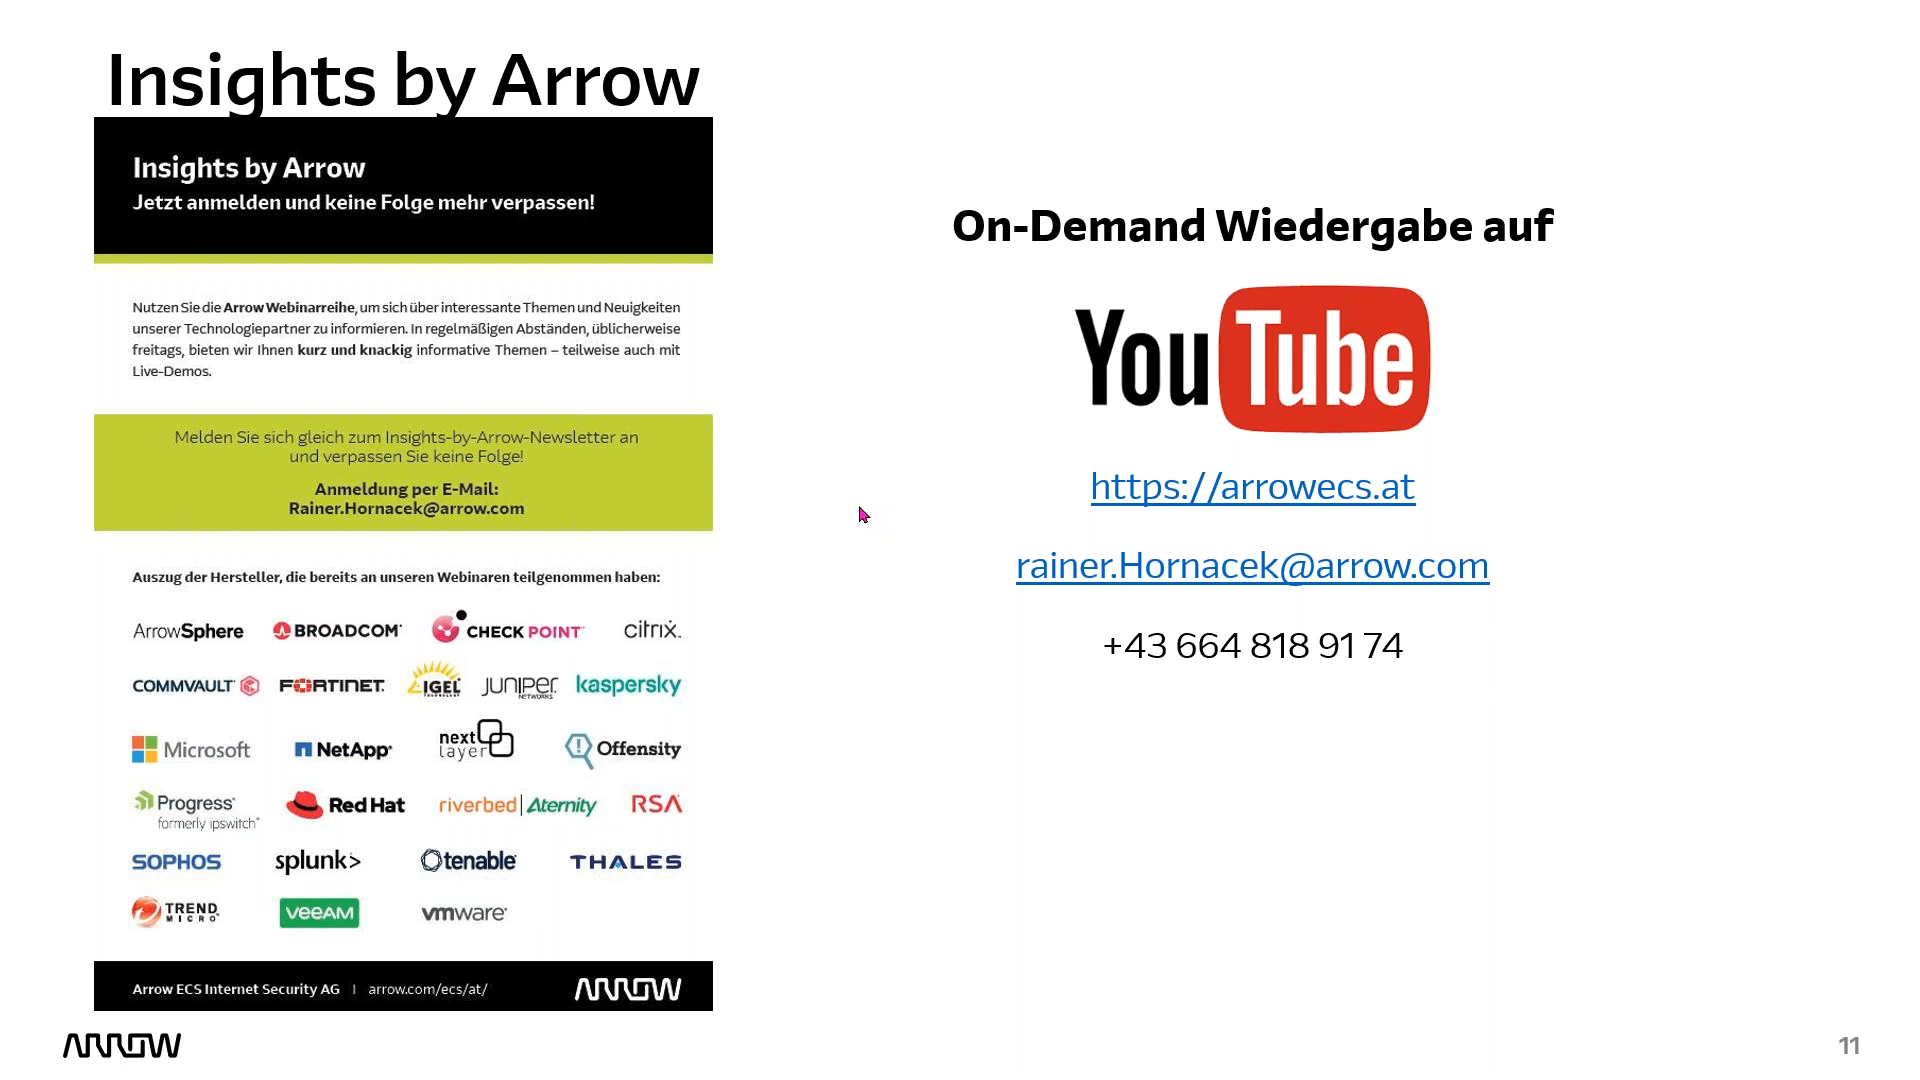 Insights by Arrow
Insights by Arrow
Jetzt anmelden und keine Folge mehr verpassen!
Nutzen Sie die Arrow Webinarreihe, um sich über interessante Themen und Neuigkeiten
unserer Technologiepartner zu informieren. In regelmäßigen Abständen, üblicherweise
freitags, bieten wir Ihnen kurz und knackig informative Themen – teilweise auch mit
Live-Demos.
Melden Sie sich gleich zum Insights-by-Arrow-Newsletter an
und verpassen Sie keine Folge!
Anmeldung per E-Mail:
Rainer.Hornacek@arrow.com
Auszug der Hersteller, die bereits an unseren Webinaren teilgenommen haben:
ArrowSphere BROADCOM CHECK POINT citrix.
COMMVAULT FORTINET IGEL TECHNOLOGY JUNIPER NETWORKS kaspersky
Microsoft NetApp next layer Offensity
Progress formerly ipswitch Red Hat riverbed | Aternity RSA
SOPHOS splunk> tenable THALES
TREND MICRO VEEAM vmware
Arrow ECS Internet Security AG | arrow.com/ecs/at/ ARROW
On-Demand Wiedergabe auf
YouTube
https://arrowecs.at
rainer.Hornacek@arrow.com
+43 664 818 91 74
ARROW
11